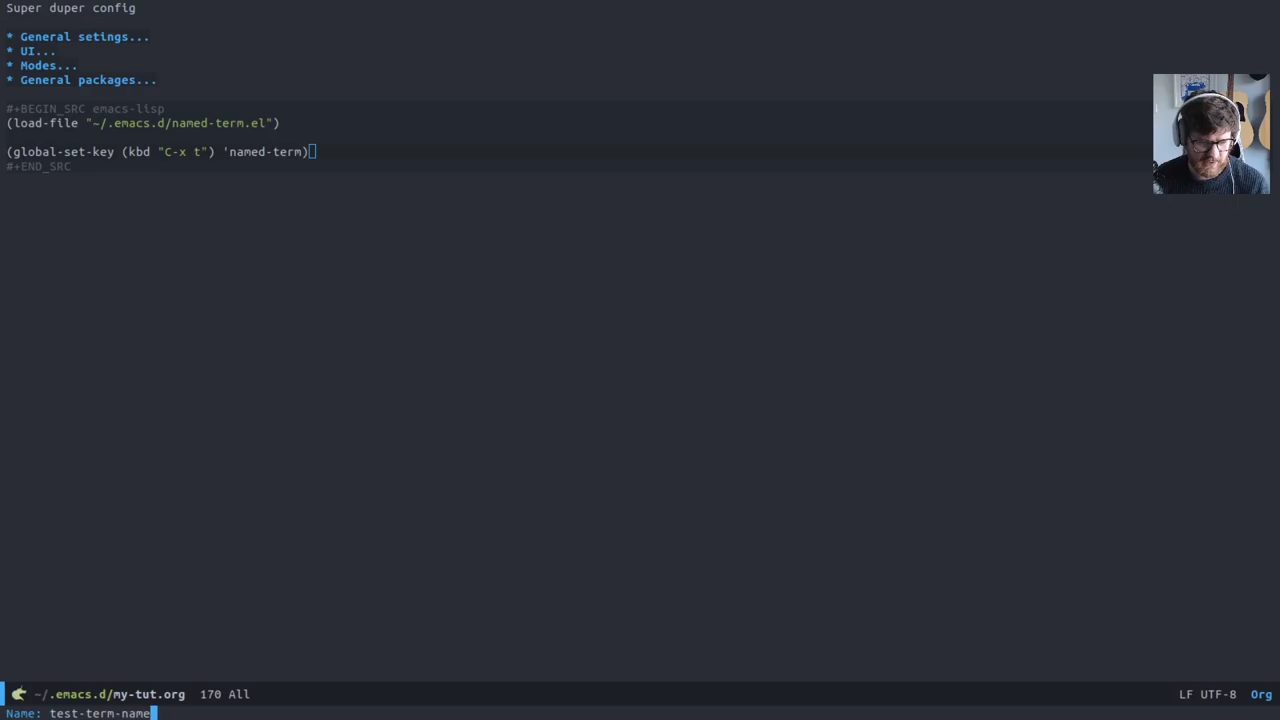 Super duper config
* General setings...
* UI...
* Modes...
* General packages...
#+BEGIN_SRC emacs-lisp
(load-file "~/.emacs.d/named-term.el")
(global-set-key (kbd "C-x t") 'named-term)
#+END_SRC
~/.emacs.d/my-tut.org 170 All LF UTF-8 Org
Name: test-term-name